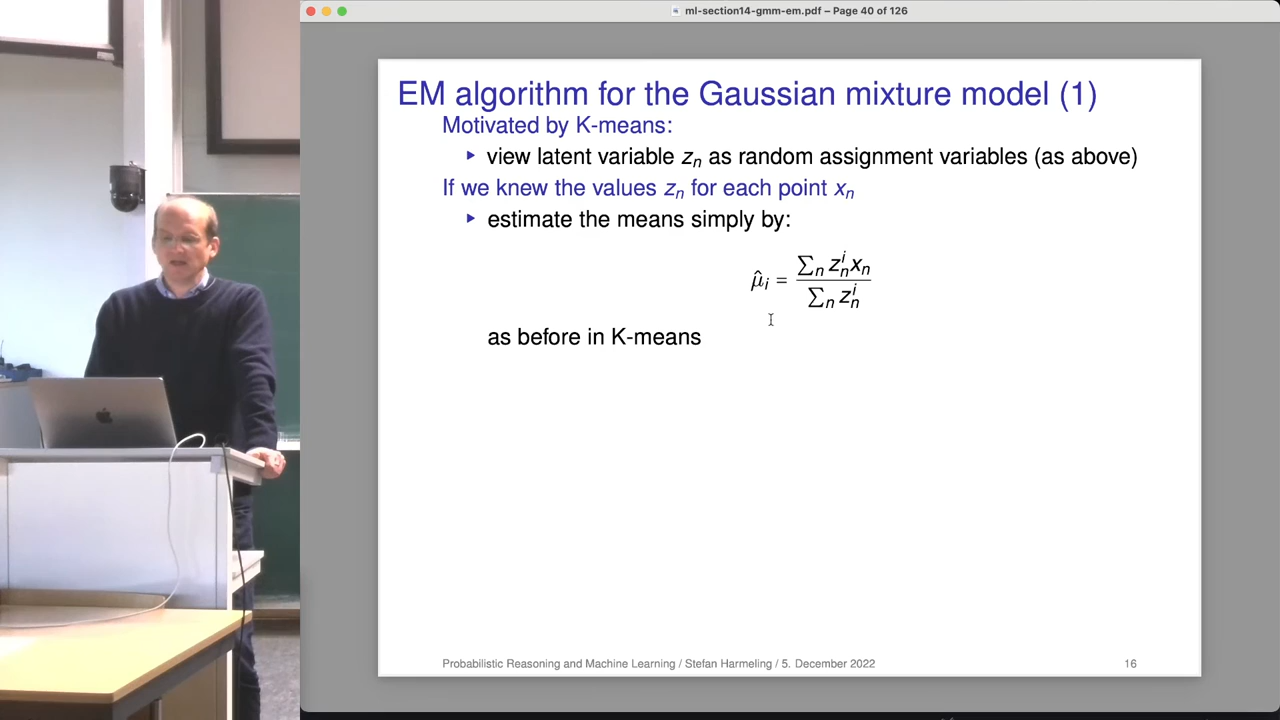 ml-section14-gmm-em.pdf – Page 40 of 126
EM algorithm for the Gaussian mixture model (1)
Motivated by K-means:
▶ view latent variable zn as random assignment variables (as above)
If we knew the values zn for each point xn
▶ estimate the means simply by:
μ̂i = ∑n z^i_n xn / ∑n z^i_n
as before in K-means
Probabilistic Reasoning and Machine Learning / Stefan Harmeling / 5. December 2022
16